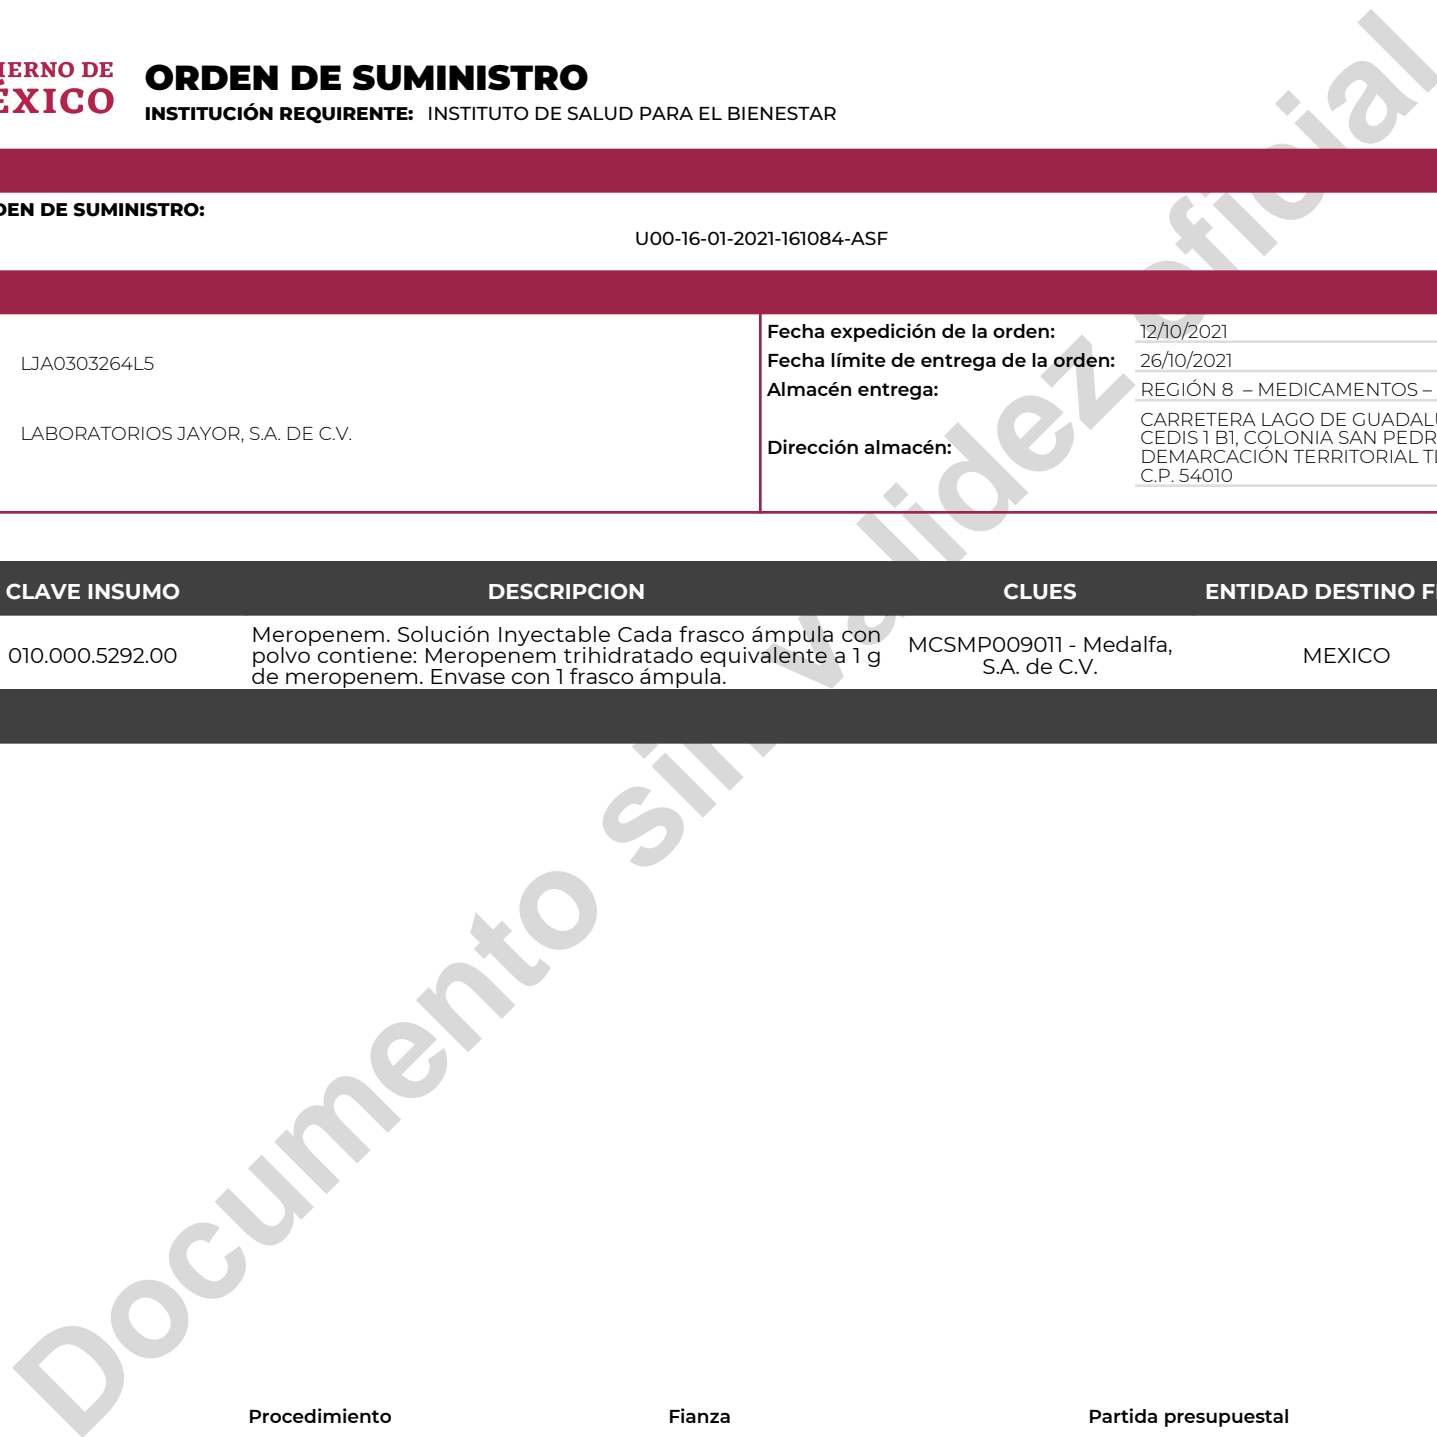 IERNO DE
ÉXICO
ORDEN DE SUMINISTRO
INSTITUCIÓN REQUIRENTE: INSTITUTO DE SALUD PARA EL BIENESTAR
DEN DE SUMINISTRO:
U00-16-01-2021-161084-ASF
LJA0303264L5
LABORATORIOS JAYOR, S.A. DE C.V.
Fecha expedición de la orden: 12/10/2021
Fecha límite de entrega de la orden: 26/10/2021
Almacén entrega: REGIÓN 8 – MEDICAMENTOS –
Dirección almacén:
CARRETERA LAGO DE GUADALU
CEDIS 1 B1, COLONIA SAN PEDR
DEMARCACIÓN TERRITORIAL TL
C.P. 54010
CLAVE INSUMO DESCRIPCION CLUES ENTIDAD DESTINO FI
010.000.5292.00
Meropenem. Solución Inyectable Cada frasco ámpula con
polvo contiene: Meropenem trihidratado equivalente a 1 g
de meropenem. Envase con 1 frasco ámpula.
MCSMP009011 - Medalfa,
S.A. de C.V.
MEXICO
Documento sin validez oficial
Procedimiento Fianza Partida presupuestal